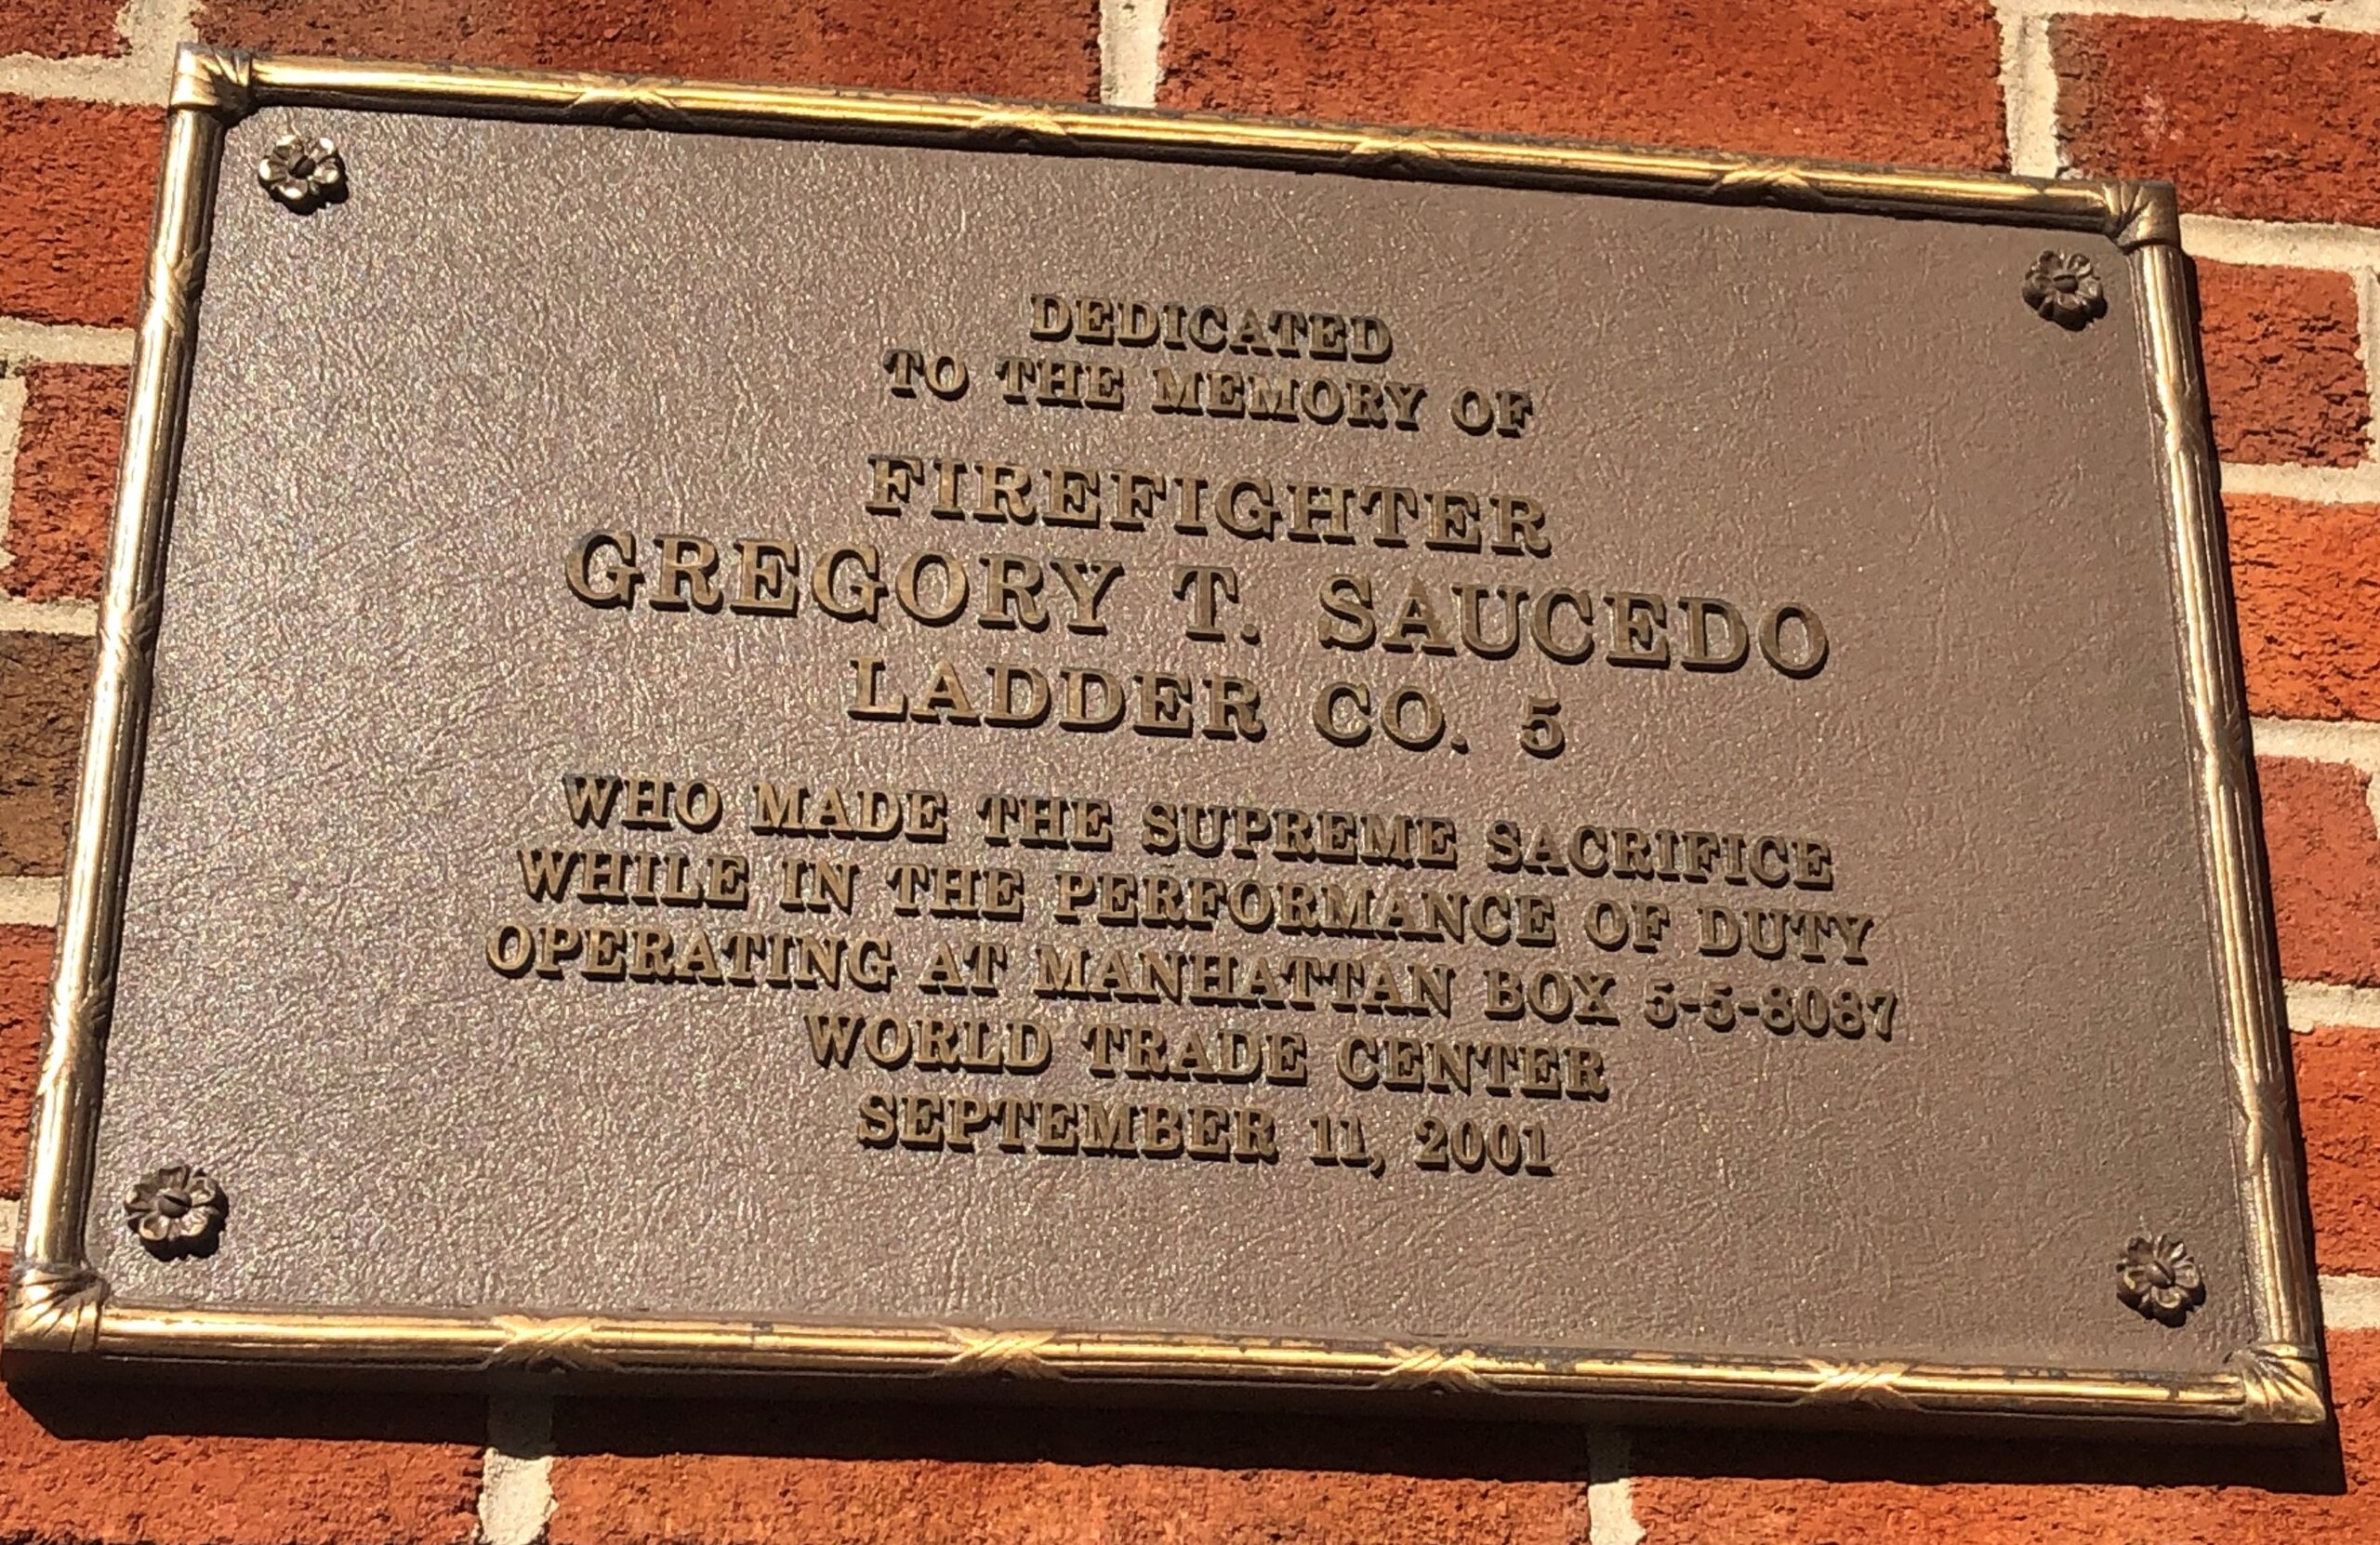 DEDICATED
TO THE MEMORY OF
FIREFIGHTER
GREGORY T. SAUCEDO
LADDER CO. 5
WHO MADE THE SUPREME SACRIFICE
WHILE IN THE PERFORMANCE OF DUTY
OPERATING AT MANHATTAN BOX 5-5-8087
WORLD TRADE CENTER
SEPTEMBER 11, 2001